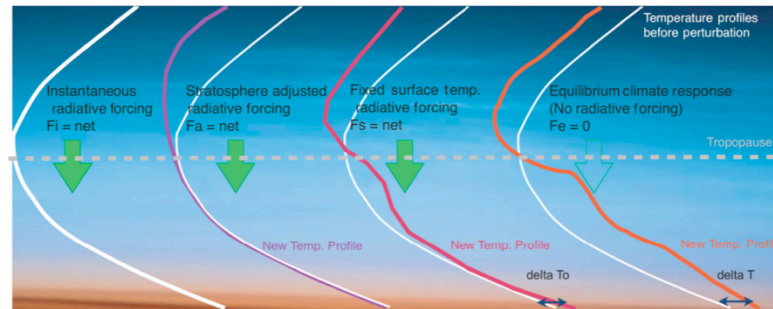 Temperature profiles
before perturbation
Instantaneous
radiative forcing
Fi = net
Stratosphere adjusted
radiative forcing
Fa = net
Fixed surface temp.
radiative forcing
Fs = net
Equilibrium climate response
(No radiative forcing)
Fe = 0
Tropopause
New Temp. Profile
New Temp. Profile
New Temp. Profil
delta To
delta T